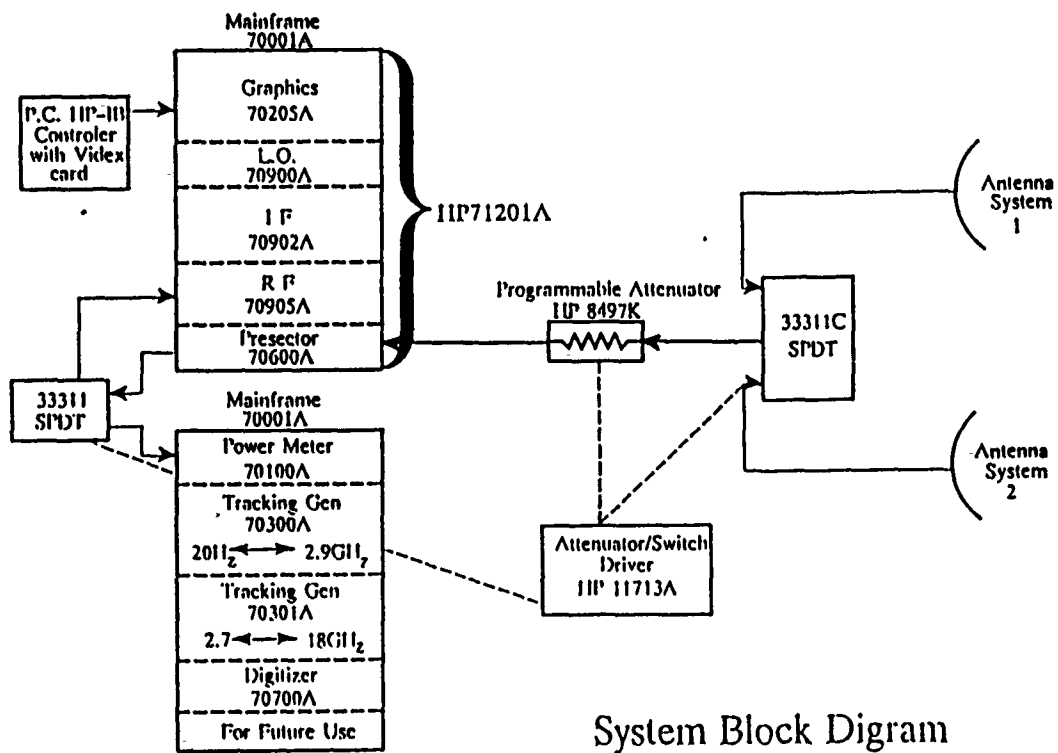 Mainframe
70001A
Graphics
70205A
P.C. HP-IB
Controler
with Videx
card
L.O.
70900A
I F
70902A
R F
70905A
Presector
70600A
HP71201A
Programmable Attenuator
HP 8497K
33311C
SPDT
Antenna
System
1
33311
SPDT
Mainframe
70001A
Power Meter
70100A
Tracking Gen
70300A
20Hz 2.9GHz
Tracking Gen
70301A
2.7 18GHz
Digitizer
70700A
For Future Use
Attenuator/Switch
Driver
HP 11713A
Antenna
System
2
System Block Digram